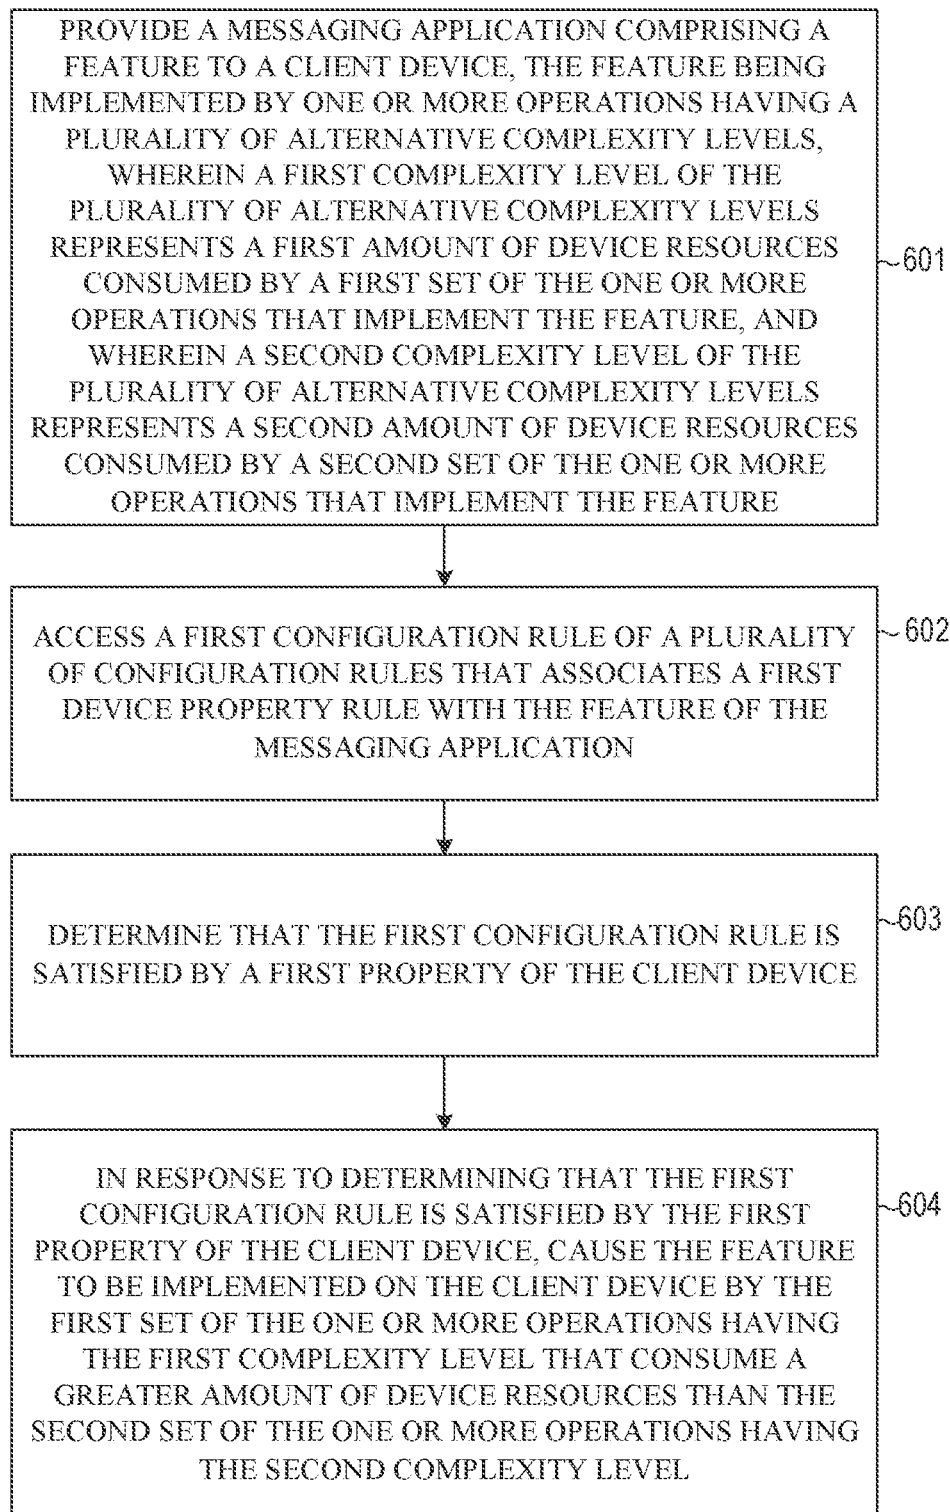 PROVIDE A MESSAGING APPLICATION COMPRISING A
FEATURE TO A CLIENT DEVICE, THE FEATURE BEING
IMPLEMENTED BY ONE OR MORE OPERATIONS HAVING A
PLURALITY OF ALTERNATIVE COMPLEXITY LEVELS,
WHEREIN A FIRST COMPLEXITY LEVEL OF THE
PLURALITY OF ALTERNATIVE COMPLEXITY LEVELS
REPRESENTS A FIRST AMOUNT OF DEVICE RESOURCES
CONSUMED BY A FIRST SET OF THE ONE OR MORE
OPERATIONS THAT IMPLEMENT THE FEATURE, AND
WHEREIN A SECOND COMPLEXITY LEVEL OF THE
PLURALITY OF ALTERNATIVE COMPLEXITY LEVELS
REPRESENTS A SECOND AMOUNT OF DEVICE RESOURCES
CONSUMED BY A SECOND SET OF THE ONE OR MORE
OPERATIONS THAT IMPLEMENT THE FEATURE
601
ACCESS A FIRST CONFIGURATION RULE OF A PLURALITY
OF CONFIGURATION RULES THAT ASSOCIATES A FIRST
DEVICE PROPERTY RULE WITH THE FEATURE OF THE
MESSAGING APPLICATION
602
DETERMINE THAT THE FIRST CONFIGURATION RULE IS
SATISFIED BY A FIRST PROPERTY OF THE CLIENT DEVICE
603
IN RESPONSE TO DETERMINING THAT THE FIRST
CONFIGURATION RULE IS SATISFIED BY THE FIRST
PROPERTY OF THE CLIENT DEVICE, CAUSE THE FEATURE
TO BE IMPLEMENTED ON THE CLIENT DEVICE BY THE
FIRST SET OF THE ONE OR MORE OPERATIONS HAVING
THE FIRST COMPLEXITY LEVEL THAT CONSUME A
GREATER AMOUNT OF DEVICE RESOURCES THAN THE
SECOND SET OF THE ONE OR MORE OPERATIONS HAVING
THE SECOND COMPLEXITY LEVEL
604